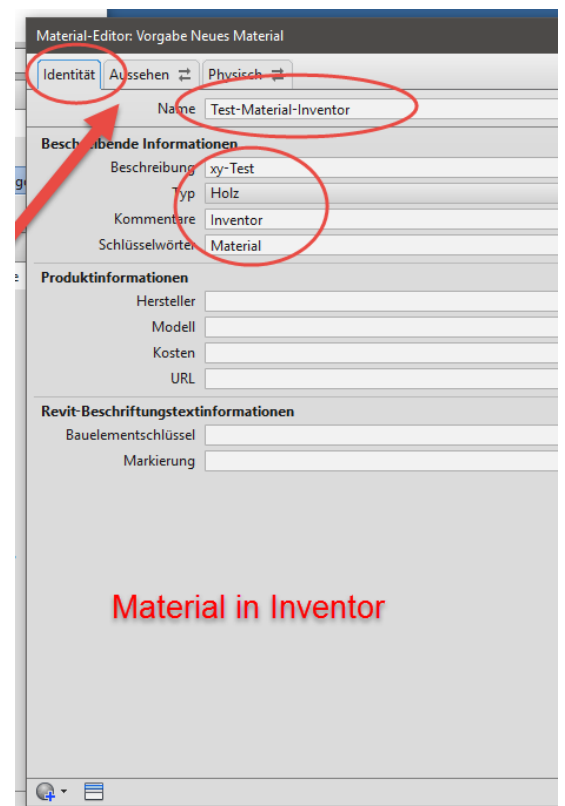 Material-Editor: Vorgabe Neues Material
Identität Aussehen Physisch
Name Test-Material-Inventor
Beschreibende Informationen
Beschreibung xy-Test
Typ Holz
Kommentare Inventor
Schlüsselwörter Material
Produktinformationen
Hersteller
Modell
Kosten
URL
Revit-Beschriftungstextinformationen
Bauelementschlüssel
Markierung
Material in Inventor